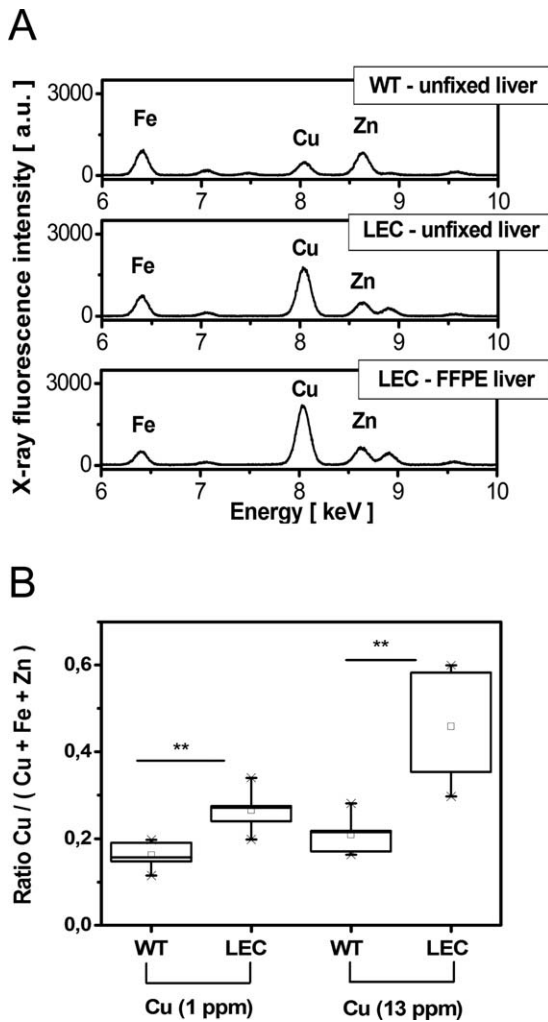 A
X-ray fluorescence intensity [ a.u. ]
WT - unfixed liver
3000
0
Fe
Cu
Zn
6
7
8
9
10
LEC - unfixed liver
3000
0
Fe
Cu
Zn
6
7
8
9
10
LEC - FFPE liver
3000
0
Fe
Cu
Zn
6
7
8
9
10
Energy [ keV ]
B
Ratio Cu / ( Cu + Fe + Zn )
0,6
0,4
0,2
0,0
**
**
WT
LEC
WT
LEC
Cu (1 ppm)
Cu (13 ppm)